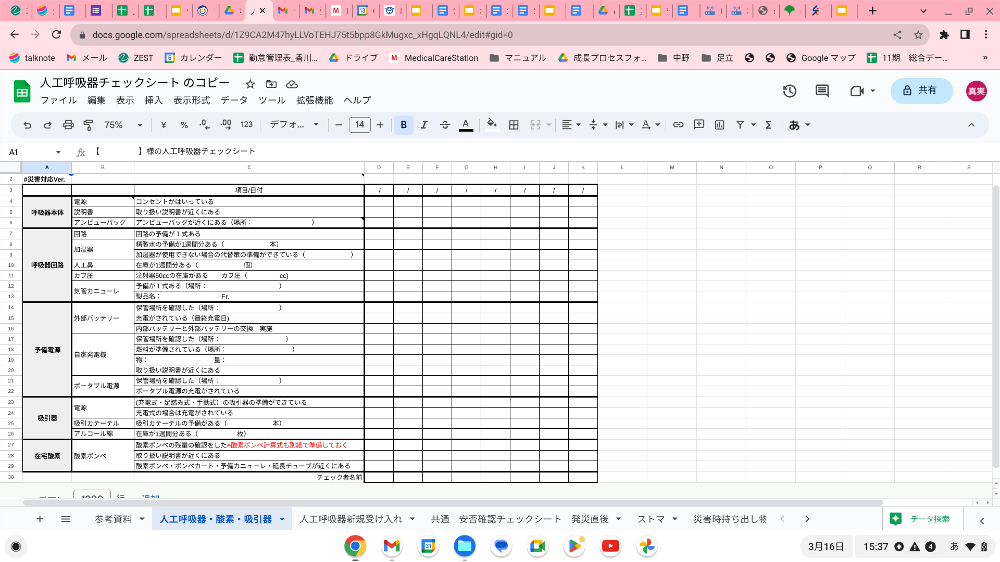 docs.google.com/spreadsheets/d/1Z9CA2M47hyLLVoTEHJ75t5bpp8GkMugxc_xHgqLQNL4/edit#gid=0
talknote メール ZEST カレンダー 勤怠管理表_香川... ドライブ MedicalCareStation マニュアル 成長プロセスフォ... 中野 足立 Google マップ 11期 総合デー... »
人工呼吸器チェックシート のコピー
ファイル 編集 表示 挿入 表示形式 データ ツール 拡張機能 ヘルプ
共有
真実
75% ¥ % .0 .00 123 デフォ... 14 B I A Σ あ
A1 fx 【 】様の人工呼吸器チェックシート
A B C D E F G H I J K L M N O P Q R S
2 #災害対応Ver.
3 項目/日付 / / / / / / / /
4 呼吸器本体 電源 コンセントがはいっている
5 説明書 取り扱い説明書が近くにある
6 アンビューバッグ アンビューバッグが近くにある（場所： ）
7 呼吸器回路 回路 回路の予備が１式ある
8 加湿器 精製水の予備が1週間分ある（ 本）
9 加湿器が使用できない場合の代替策の準備ができている（ ）
10 人工鼻 在庫が1週間分ある（ 個）
11 カフ圧 注射器50ccの在庫がある カフ圧（ cc)
12 気管カニューレ 予備が１式ある（場所： ）
13 製品名： Fr.
14 予備電源 外部バッテリー 保管場所を確認した（場所： ）
15 充電がされている（最終充電日)
16 内部バッテリーと外部バッテリーの交換 実施
17 自家発電機 保管場所を確認した（場所： ）
18 燃料が準備されている（場所： ）
19 物： 量：
20 取り扱い説明書が近くにある
21 ポータブル電源 保管場所を確認した（場所： ）
22 ポータブル電源の充電がされている
23 吸引器 電源 (充電式・足踏み式・手動式）の吸引器の準備ができている
24 充電式の場合は充電がされている
25 吸引カテーテル 吸引カテーテルの予備がある（ 本）
26 アルコール綿 在庫が1週間分ある（ 枚）
27 在宅酸素 酸素ボンベ 酸素ボンベの残量の確認をした※酸素ボンベ計算式も別紙で準備しておく
28 取り扱い説明書が近くにある
29 酸素ボンベ・ボンベカート・予備カニューレ・延長チューブが近くにある
30 チェック者名前
1000 行 追加
参考資料 人工呼吸器・酸素・吸引器 人工呼吸器新規受け入れ 共通 安否確認チェックシート 発災直後 ストマ 災害時持ち出し物 データ探索
3月16日 15:37 4 あ